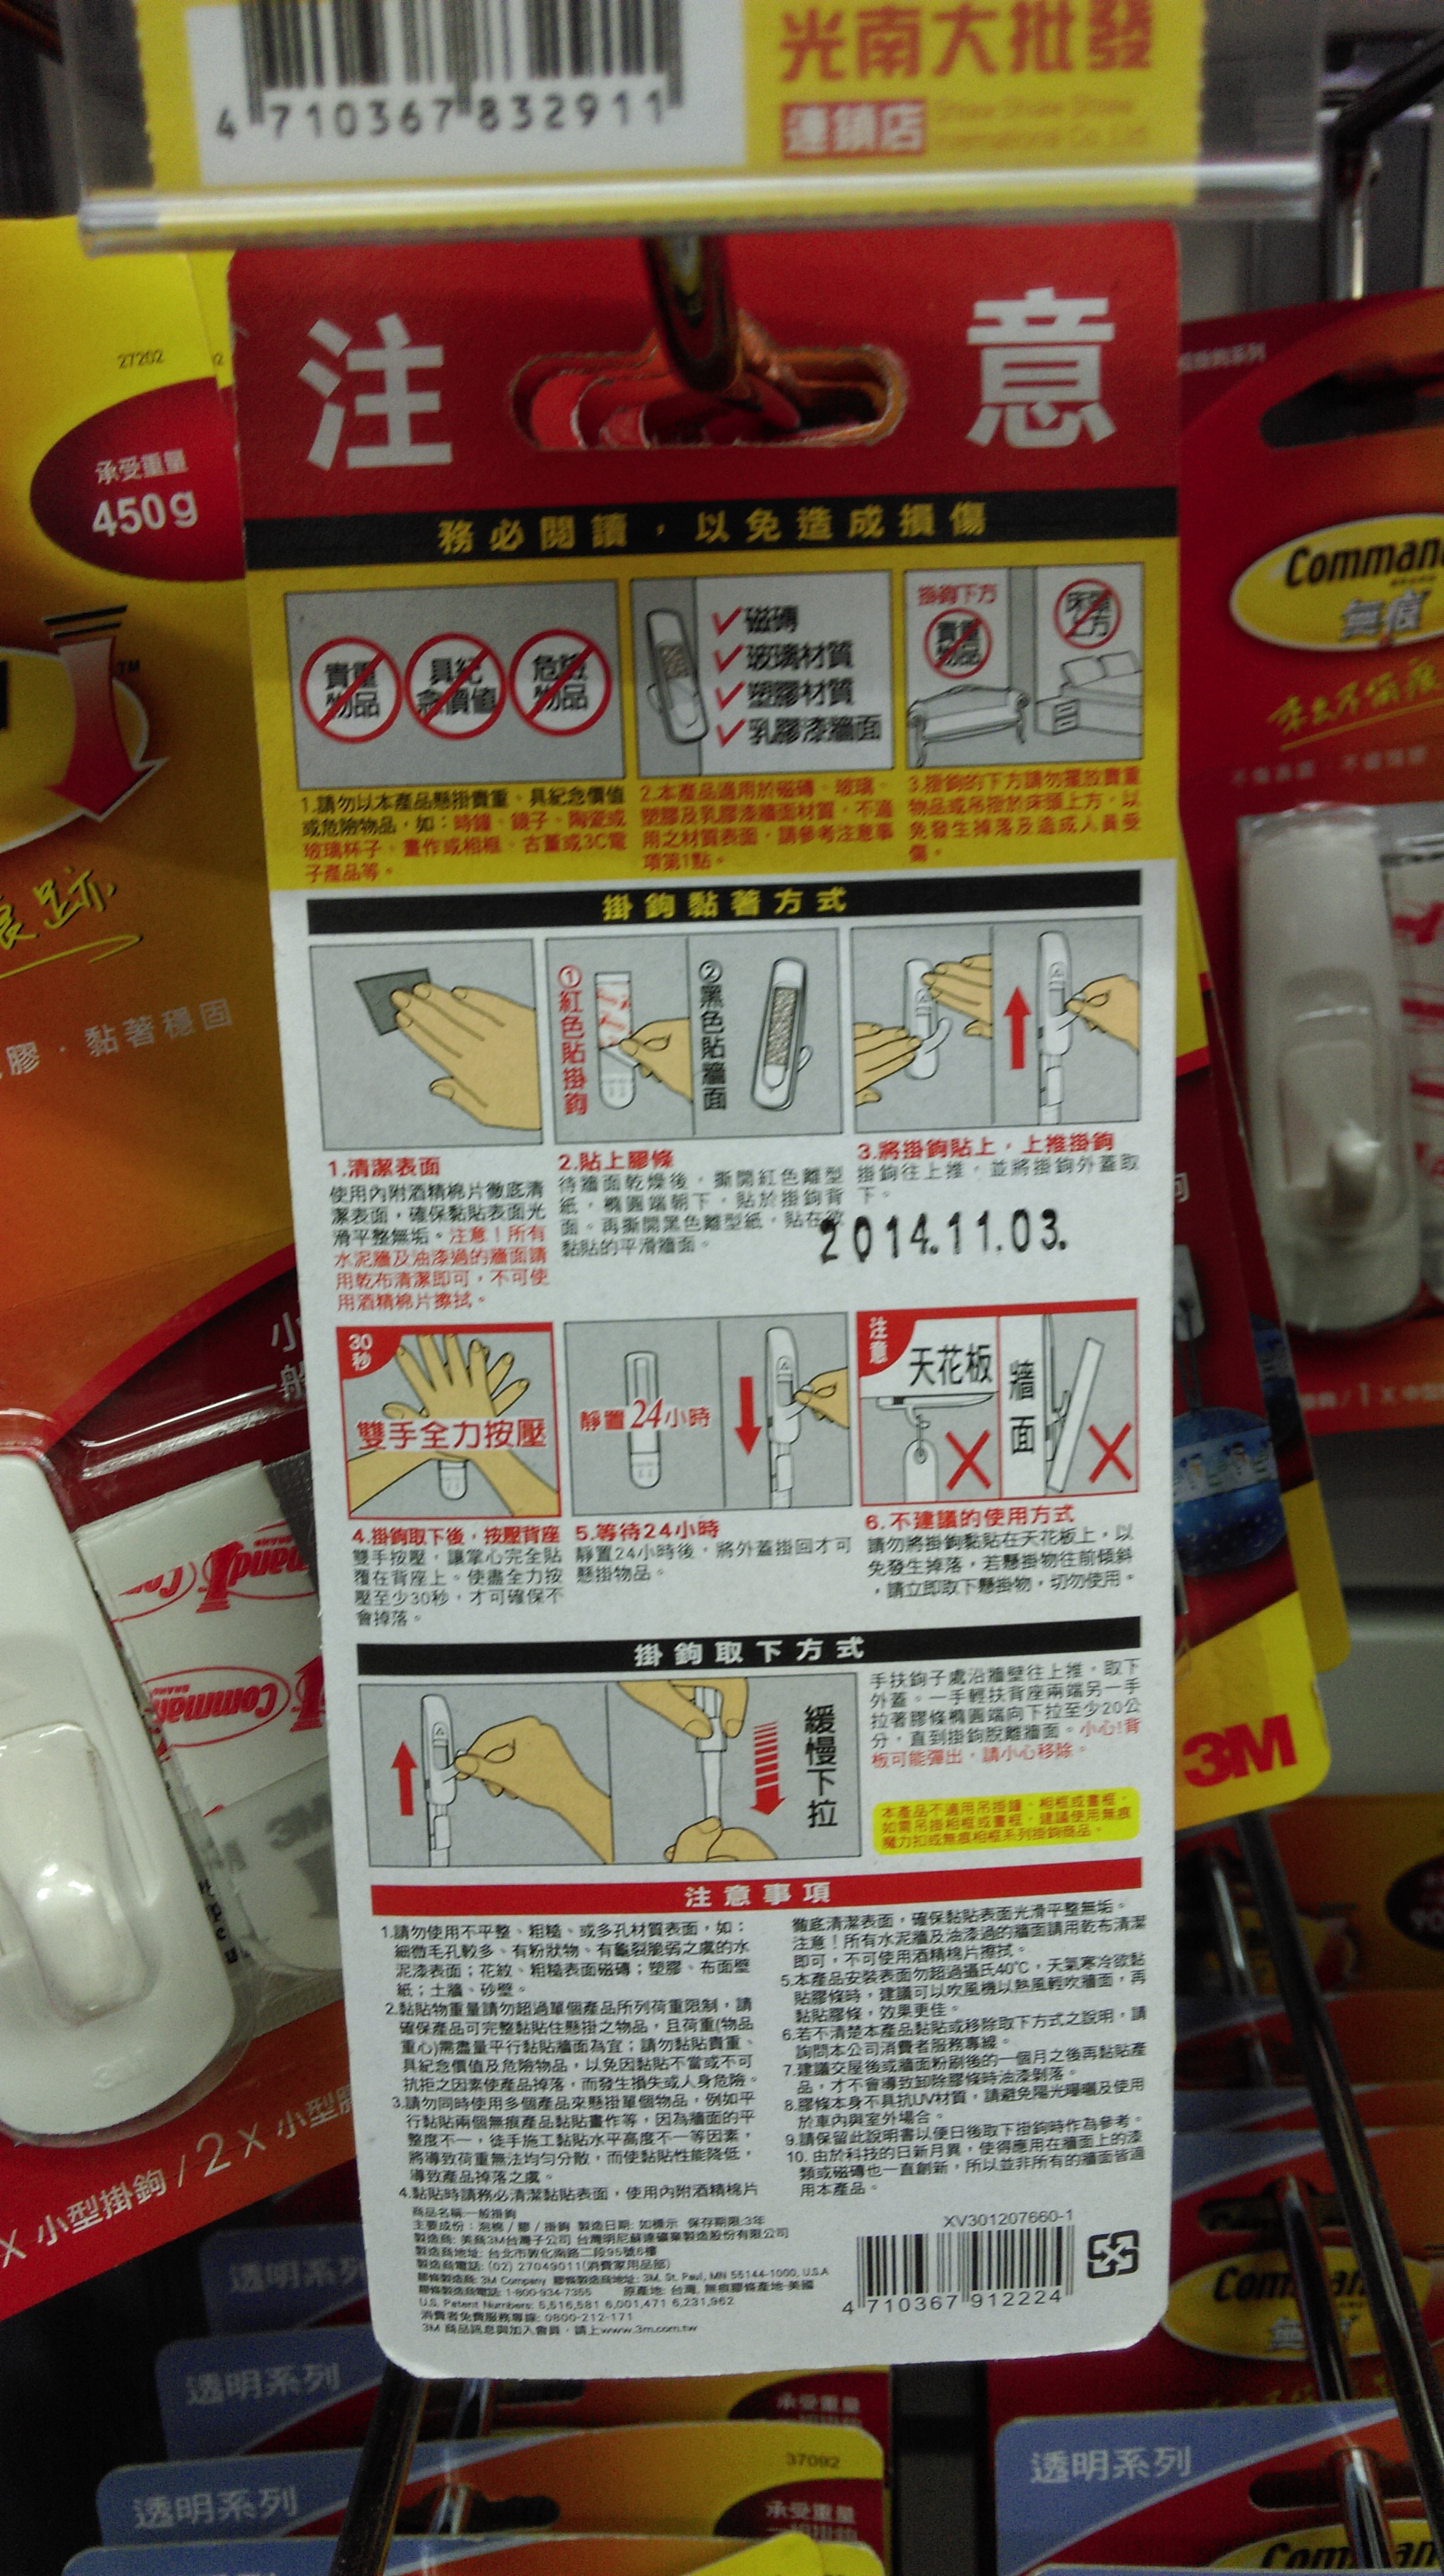 4 710367 832911
光南大批發
連鎖店
注 意
務必閱讀，以免造成損傷
貴重物品
具紀念價值
危險物品
磁磚
玻璃材質
塑膠材質
乳膠漆牆面
掛鉤下方
貴重物品
床頭上方
1.請勿以本產品懸掛貴重、具紀念價值
或危險物品，如：時鐘、鏡子、陶瓷或
玻璃杯子、畫作或相框、古董或3C電
子產品等。
2.本產品適用於磁磚、玻璃、
塑膠及乳膠漆牆面材質，不適
用之材質表面，請參考注意事
項第1點。
3.掛鉤的下方請勿擺放貴重
物品或吊掛於床頭上方，以
免發生掉落及造成人員受
傷。
掛鉤黏著方式
①紅色貼掛鉤
②黑色貼牆面
1.清潔表面
使用內附酒精棉片徹底清
潔表面，確保黏貼表面光
滑平整無垢。注意！所有
水泥牆及油漆過的牆面請
用乾布清潔即可，不可使
用酒精棉片擦拭。
2.貼上膠條
待牆面乾燥後，撕開紅色離型
紙，橢圓端朝下，貼於掛鉤背
面。再撕開黑色離型紙，貼在欲
黏貼的平滑牆面。
3.將掛鉤貼上，上推掛鉤
掛鉤往上推，並將掛鉤外蓋取
下。
2014.11.03.
30秒
雙手全力按壓
靜置24小時
注意
天花板
牆面
4.掛鉤取下後，按壓背座
雙手按壓，讓掌心完全貼
覆在背座上。使盡全力按
壓至少30秒，才可確保不
會掉落。
5.等待24小時
靜置24小時後，將外蓋掛回才可
懸掛物品。
6.不建議的使用方式
請勿將掛鉤黏貼在天花板上，以
免發生掉落，若懸掛物往前傾斜
，請立即取下懸掛物，切勿使用。
掛鉤取下方式
緩慢下拉
手扶鉤子處沿牆壁往上推，取下
外蓋。一手輕扶背座兩端另一手
拉著膠條橢圓端向下拉至少20公
分，直到掛鉤脫離牆面。小心！背
板可能彈出，請小心移除。
本產品不適用吊掛鐘、相框或畫框，
如需吊掛相框或畫框，建議使用無痕
魔力扣或無痕相框系列掛鉤商品。
注意事項
1.請勿使用不平整、粗糙、或多孔材質表面，如：
細微毛孔較多、有粉狀物、有龜裂脆弱之虞的水
泥漆表面；花紋、粗糙表面磁磚；塑膠、布面壁
紙；土牆、砂壁。
2.黏貼物重量請勿超過單個產品所列荷重限制，請
確保產品可完整黏貼住懸掛之物品，且荷重(物品
重心)需盡量平行黏貼牆面為宜；請勿黏貼貴重、
具紀念價值及危險物品，以免因黏貼不當或不可
抗拒之因素使產品掉落，而發生損失或人身危險。
3.請勿同時使用多個產品來懸掛單個物品，例如平
行黏貼兩個無痕產品黏貼畫作等，因為牆面的平
整度不一，徒手施工黏貼水平高度不一等因素，
將導致荷重無法均勻分散，而使黏貼性能降低，
導致產品掉落之虞。
4.黏貼時請務必清潔黏貼表面，使用內附酒精棉片
徹底清潔表面，確保黏貼表面光滑平整無垢。
注意！所有水泥牆及油漆過的牆面請用乾布清潔
即可，不可使用酒精棉片擦拭。
5.本產品安裝表面勿超過攝氏40°C，天氣寒冷欲黏
貼膠條時，建議可以吹風機以熱風輕吹牆面，再
黏貼膠條，效果更佳。
6.若不清楚本產品黏貼或移除取下方式之說明，請
詢問本公司消費者服務專線。
7.建議交屋後或牆面粉刷後的一個月之後再黏貼產
品，才不會導致卸除膠條時油漆剝落。
8.膠條本身不具抗UV材質，請避免陽光曝曬及使用
於車內與室外場合。
9.請保留此說明書以便日後取下掛鉤時作為參考。
10. 由於科技的日新月異，使得應用在牆面上的漆
類或磁磚也一直創新，所以並非所有的牆面皆適
用本產品。
商品名稱:一般掛鉤
主要成份：泡棉/膠/掛鉤 製造日期: 如標示 保存期限:3年
製造商: 美商3M台灣子公司 台灣明尼蘇達礦業製造股份有限公司
製造商地址: 台北市敦化南路二段95號6樓
製造商電話: (02) 27049011(消費家用品部)
膠條製造商: 3M Company 膠條製造商地址: 3M, St. Paul, MN 55144-1000, U.S.A
膠條製造商電話: 1-800-934-7355 原產地: 台灣, 無痕膠條產地-美國
U.S. Patent Numbers: 5,516,581 6,001,471 6,231,962
消費者免費服務專線: 0800-212-171
3M 商品訊息與加入會員，請上www.3m.com.tw
XV301207660-1
4 710367 912224
27202
承受重量
450g
膠．黏著穩固
小型掛鉤 / 2 X 小型膠
Comman
無痕
3M
透明系列
透明系列
透明系列
37092
承受重量
透明系列